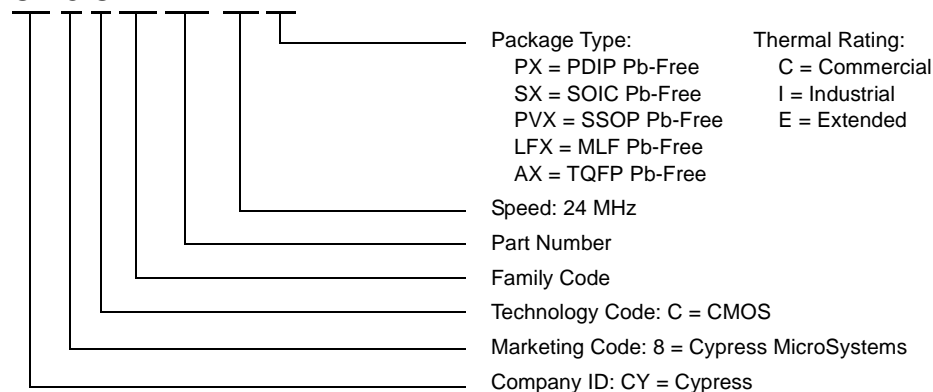 Package Type:
PX = PDIP Pb-Free
SX = SOIC Pb-Free
PVX = SSOP Pb-Free
LFX = MLF Pb-Free
AX = TQFP Pb-Free
Thermal Rating:
C = Commercial
I = Industrial
E = Extended
Speed: 24 MHz
Part Number
Family Code
Technology Code: C = CMOS
Marketing Code: 8 = Cypress MicroSystems
Company ID: CY = Cypress